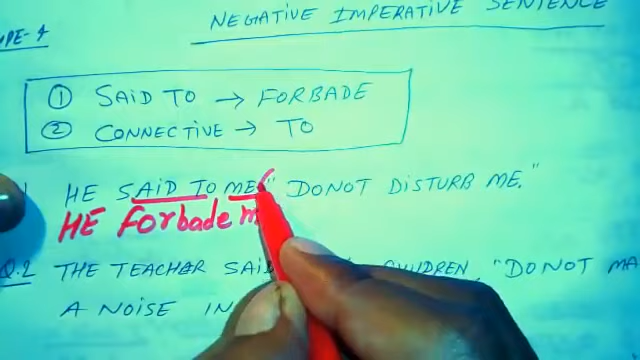 NEGATIVE IMPERATIVE SENTENCE
PE-4
① SAID TO → FORBADE
② CONNECTIVE → TO
HE SAID TO ME, " DONOT DISTURB ME."
HE Forbade m
Q.2 THE TEACHER SAID CHILDREN, "DONOT MA
A NOISE IN